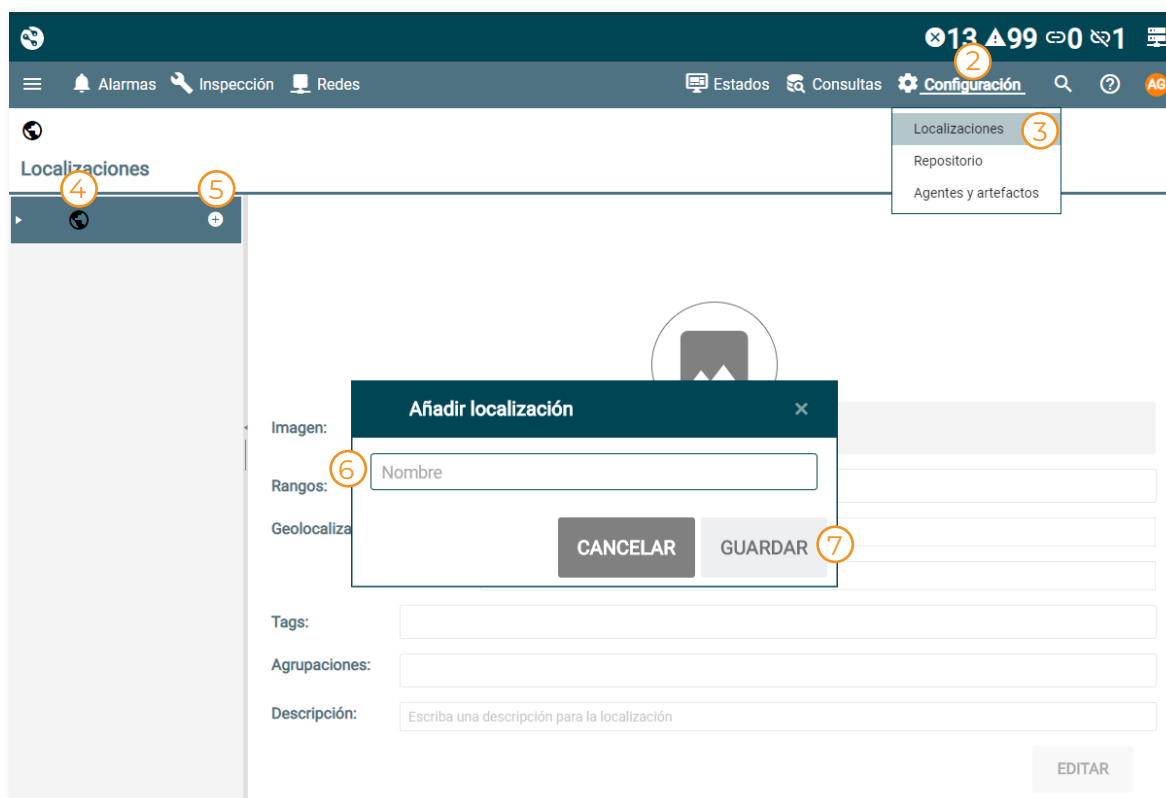 13 99 0 1
2
Alarmas Inspección Redes Estados Consultas Configuración AG
Localizaciones 3
Repositorio
Agentes y artefactos
Localizaciones
4 5
Añadir localización ×
Imagen:
6 Nombre
Rangos:
Geolocaliza
CANCELAR GUARDAR 7
Tags:
Agrupaciones:
Descripción: Escriba una descripción para la localización
EDITAR